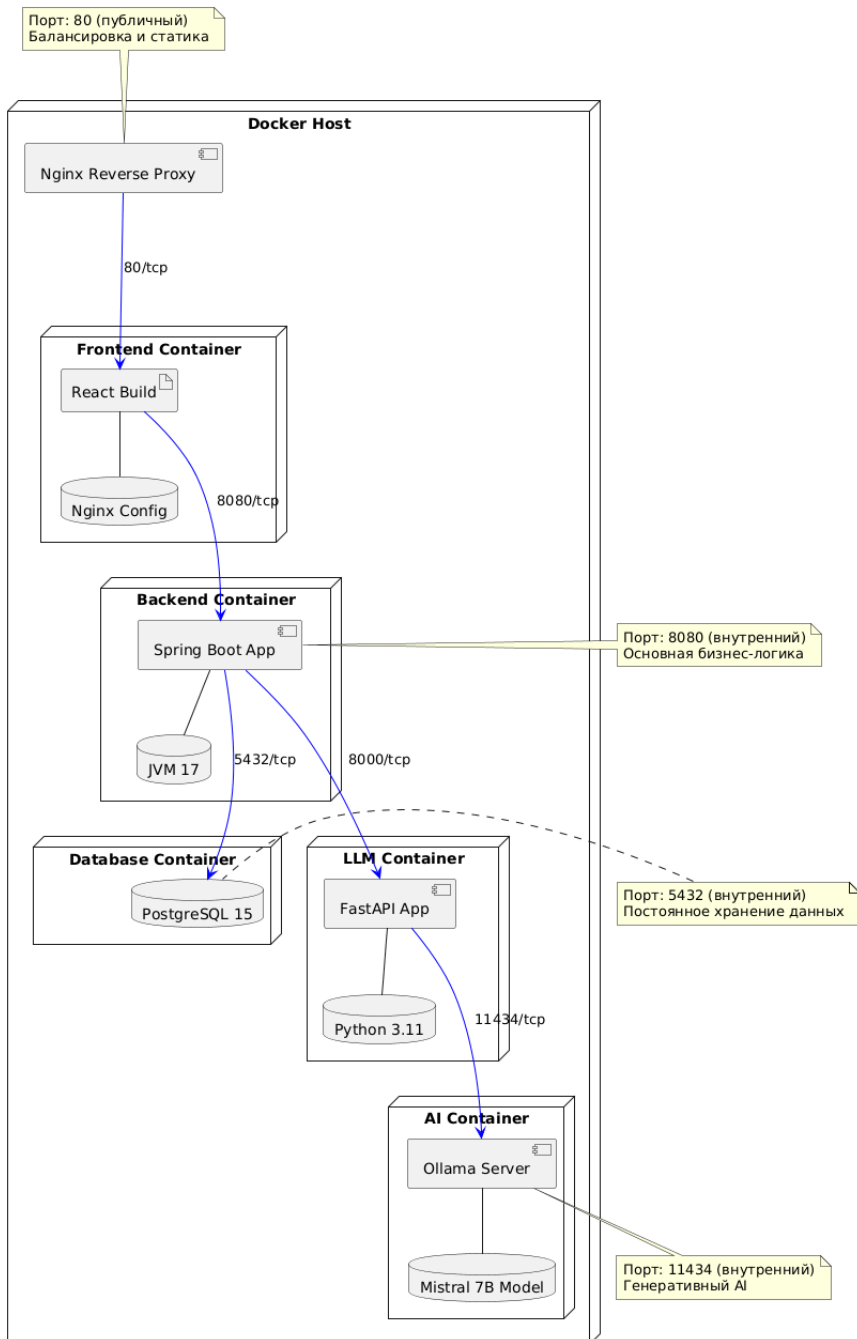 Порт: 80 (публичный)
Балансировка и статика
Docker Host
Nginx Reverse Proxy
80/tcp
Frontend Container
React Build
8080/tcp
Nginx Config
Backend Container
Spring Boot App
Порт: 8080 (внутренний)
Основная бизнес-логика
5432/tcp
8000/tcp
JVM 17
Database Container
PostgreSQL 15
LLM Container
FastAPI App
Порт: 5432 (внутренний)
Постоянное хранение данных
Python 3.11
11434/tcp
AI Container
Ollama Server
Mistral 7B Model
Порт: 11434 (внутренний)
Генеративный AI